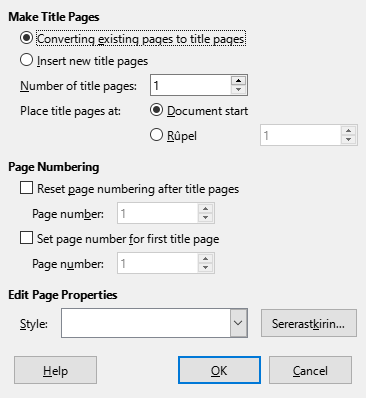 Make Title Pages
Converting existing pages to title pages
Insert new title pages
Number of title pages: 1
Place title pages at: Document start
Rûpel 1
Page Numbering
Reset page numbering after title pages
Page number: 1
Set page number for first title page
Page number: 1
Edit Page Properties
Style: Sererastkirin...
Help OK Cancel